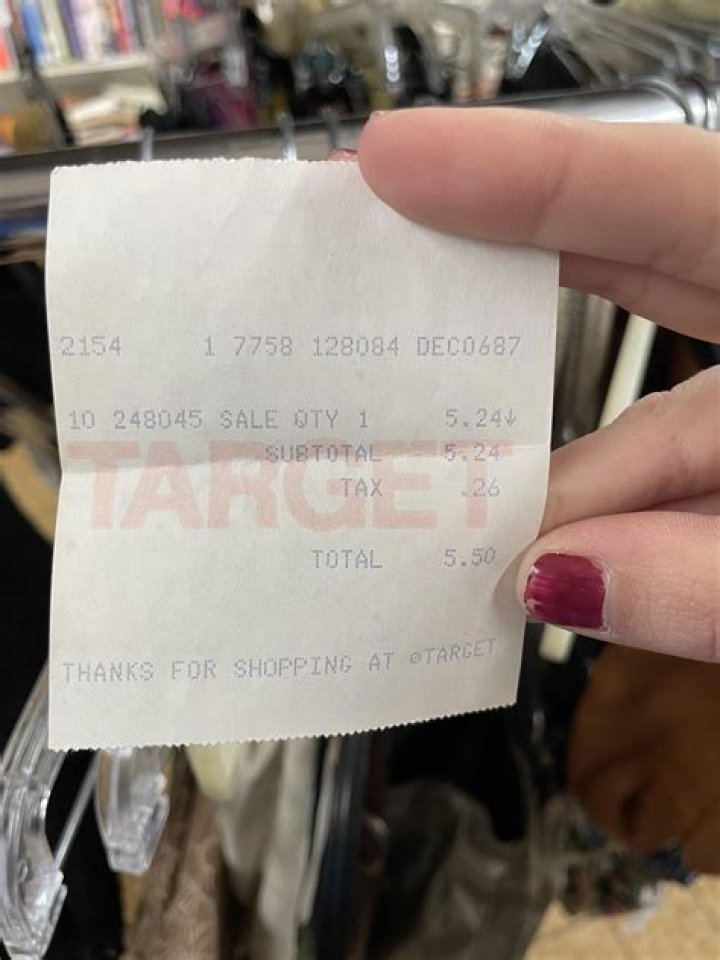 2154 1 7758 128084 DEC0687
10 248045 SALE QTY 1 5.24↓
SUBTOTAL 5.24
TAX .26
TARGET
TOTAL 5.50
THANKS FOR SHOPPING AT ⊙TARGET